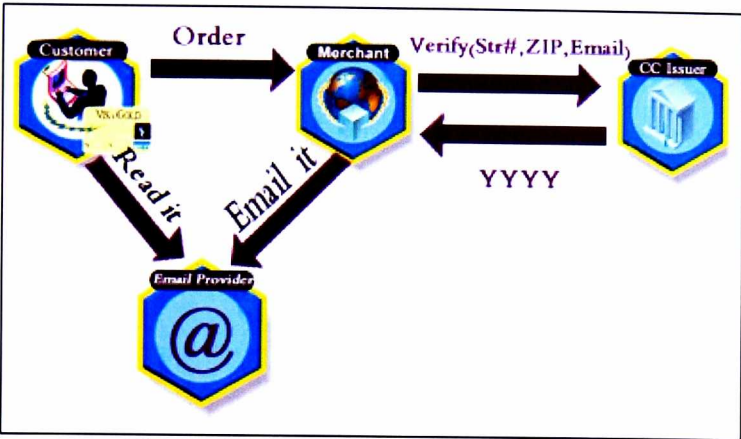 Customer
Order
Merchant
Verify(Str#,ZIP,Email)
CC Issuer
YYYY
Read it
Email it
Email Provider
@